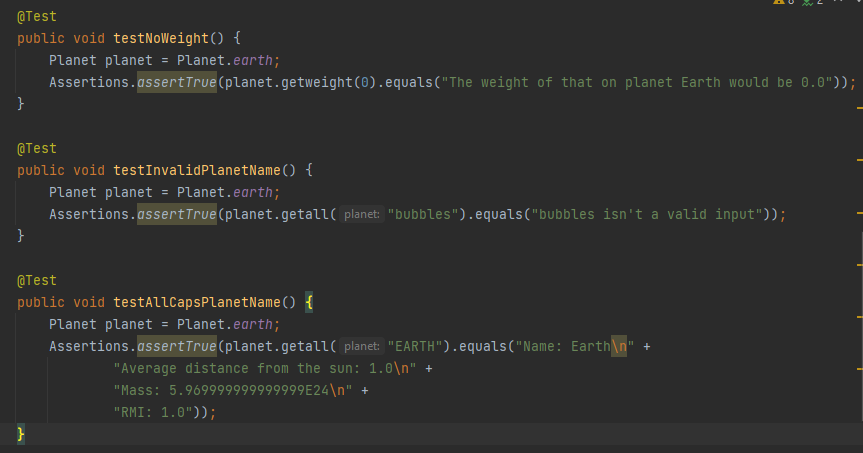 8 2
@Test
public void testNoWeight() {
Planet planet = Planet.earth;
Assertions.assertTrue(planet.getweight(0).equals("The weight of that on planet Earth would be 0.0"));
}
@Test
public void testInvalidPlanetName() {
Planet planet = Planet.earth;
Assertions.assertTrue(planet.getall( planet: "bubbles").equals("bubbles isn't a valid input"));
}
@Test
public void testAllCapsPlanetName() {
Planet planet = Planet.earth;
Assertions.assertTrue(planet.getall( planet: "EARTH").equals("Name: Earth\n" +
"Average distance from the sun: 1.0\n" +
"Mass: 5.969999999999999E24\n" +
"RMI: 1.0"));
}